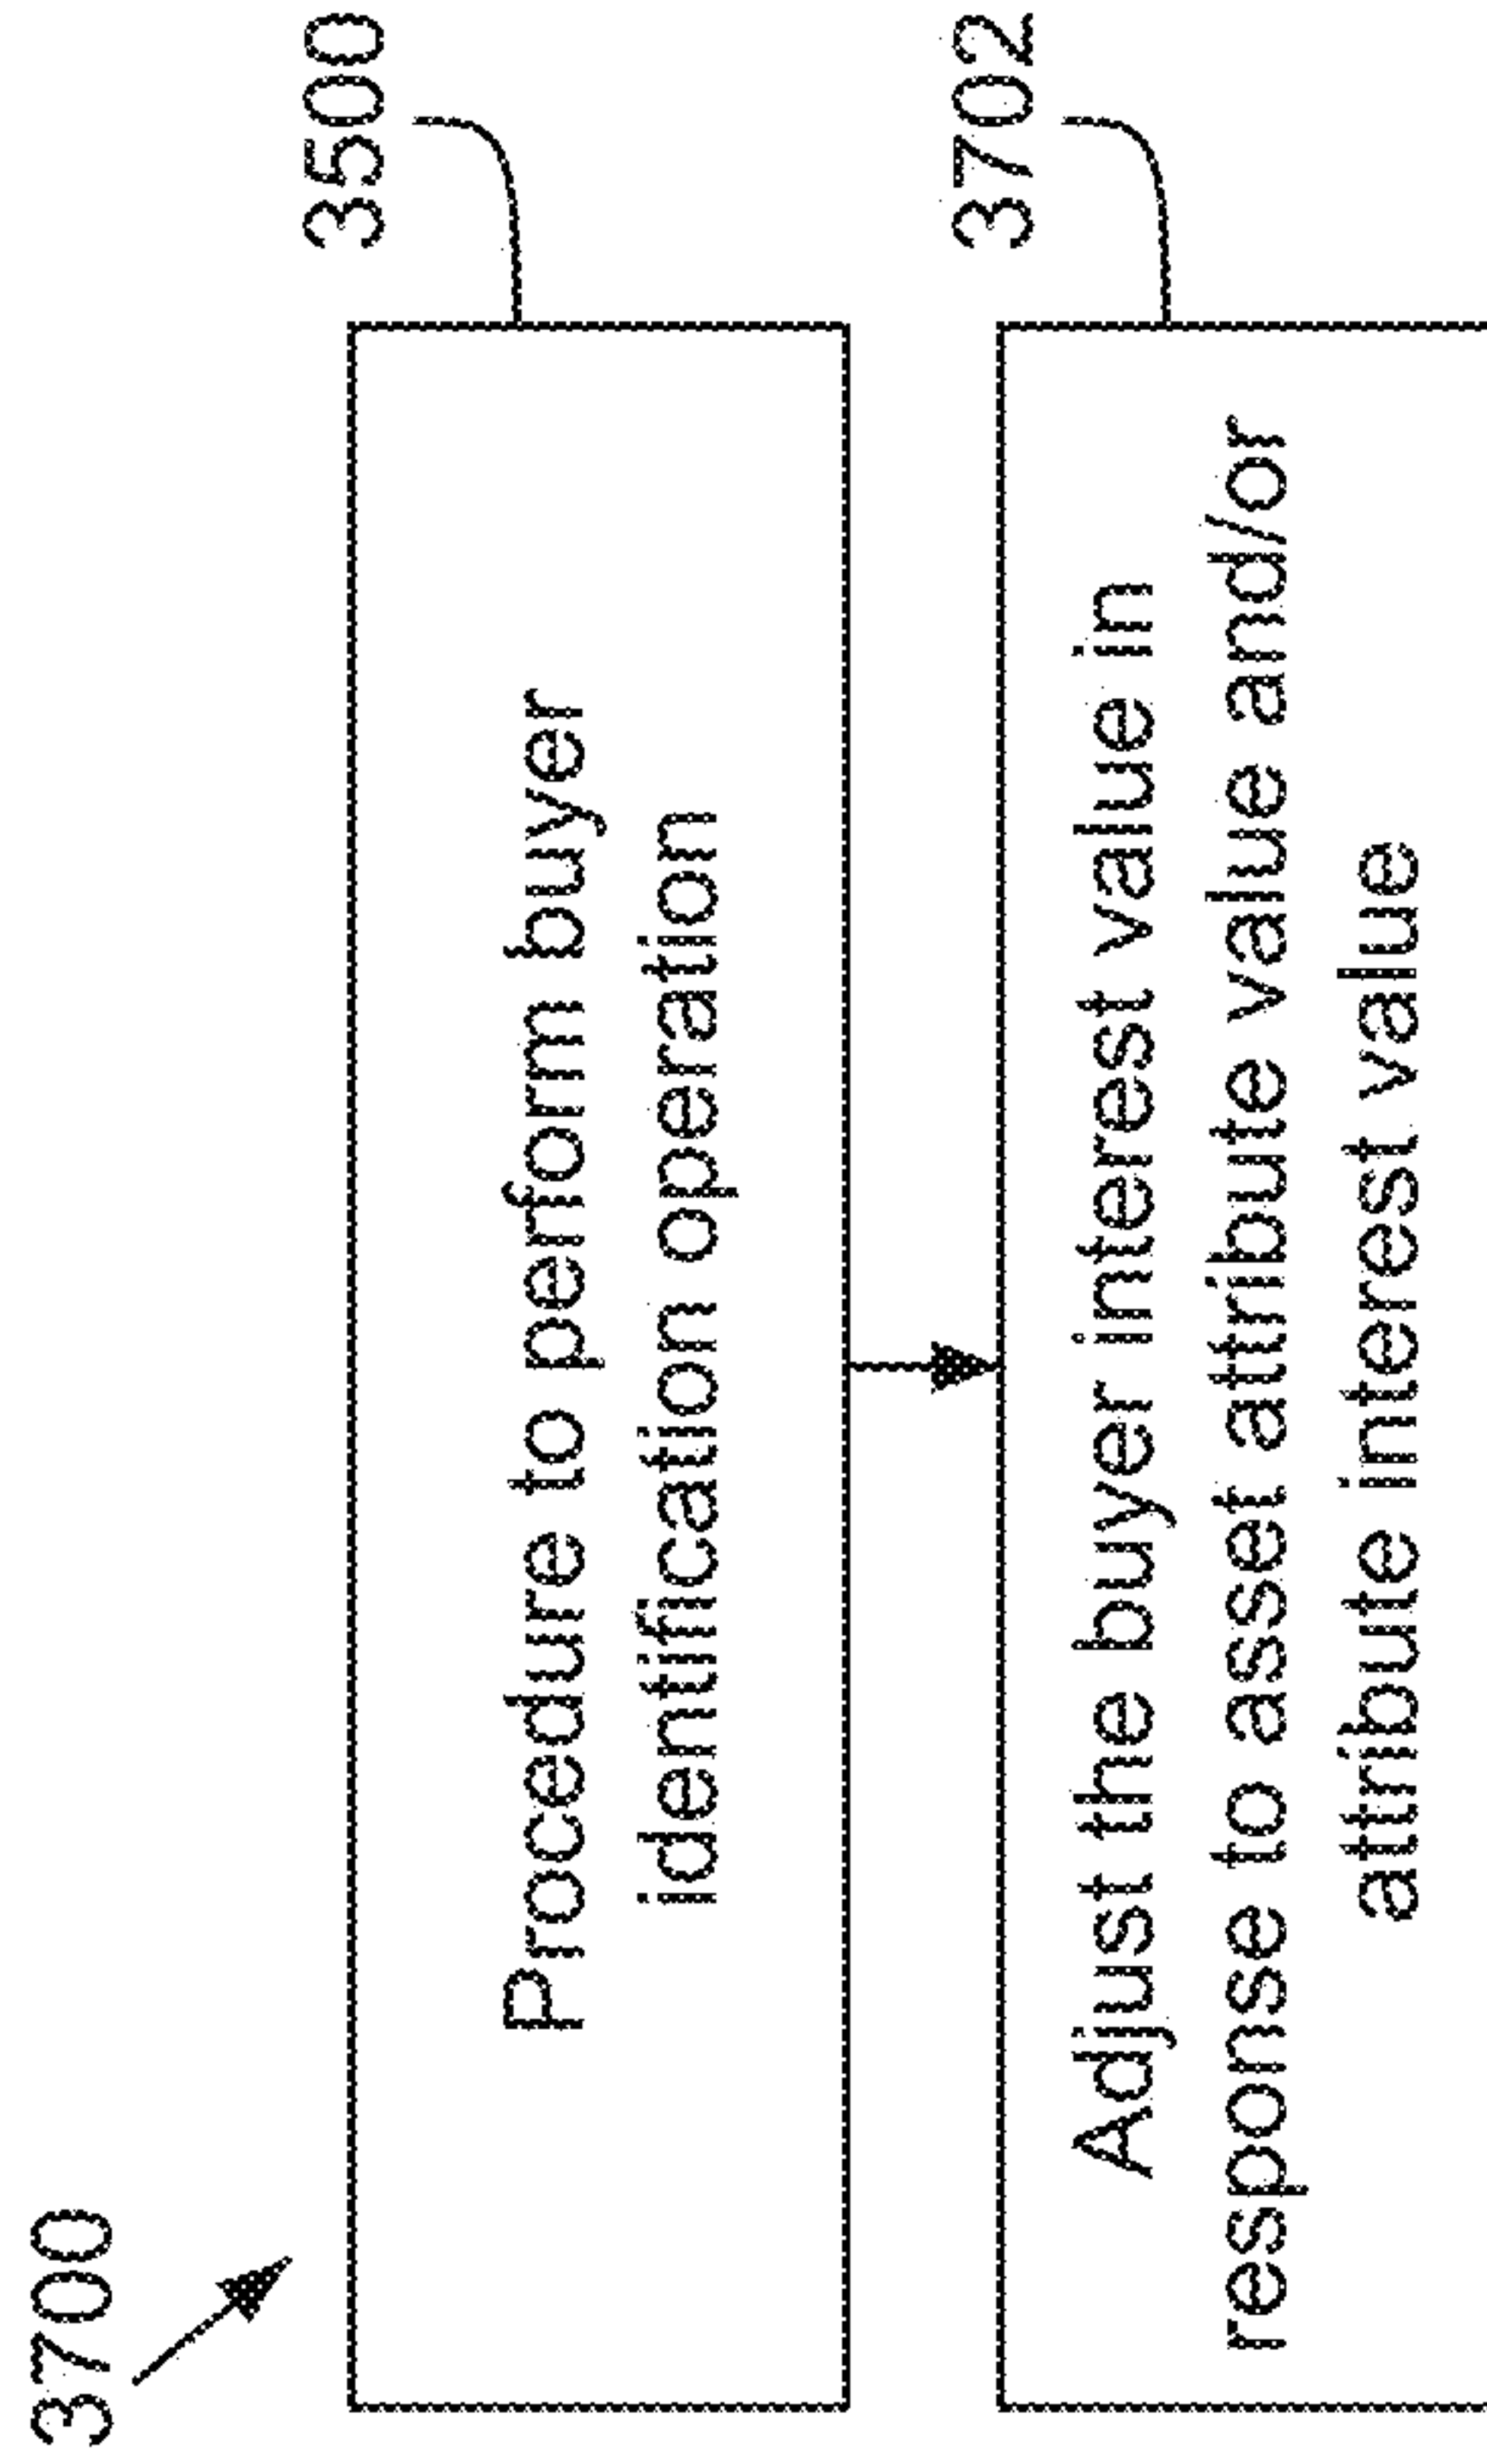 3700
3500
Procedure to perform buyer
identification operation
3702
Adjust the buyer interest value in
response to asset attribute value and/or
attribute interest value